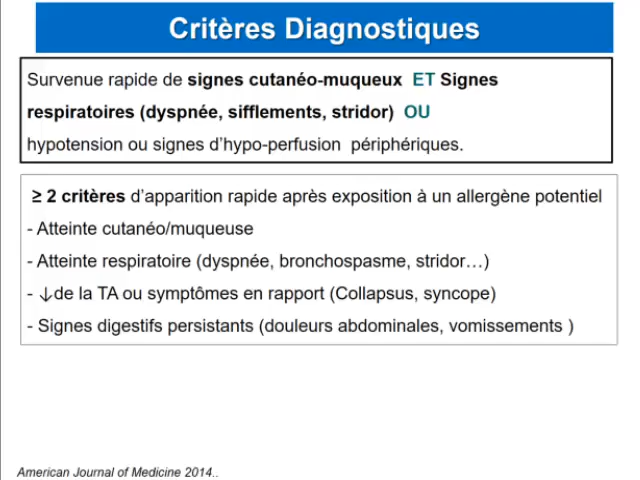 Critères Diagnostiques
Survenue rapide de signes cutanéo-muqueux ET Signes
respiratoires (dyspnée, sifflements, stridor) OU
hypotension ou signes d’hypo-perfusion périphériques.
≥ 2 critères d’apparition rapide après exposition à un allergène potentiel
- Atteinte cutanéo/muqueuse
- Atteinte respiratoire (dyspnée, bronchospasme, stridor…)
- ↓de la TA ou symptômes en rapport (Collapsus, syncope)
- Signes digestifs persistants (douleurs abdominales, vomissements )
American Journal of Medicine 2014..